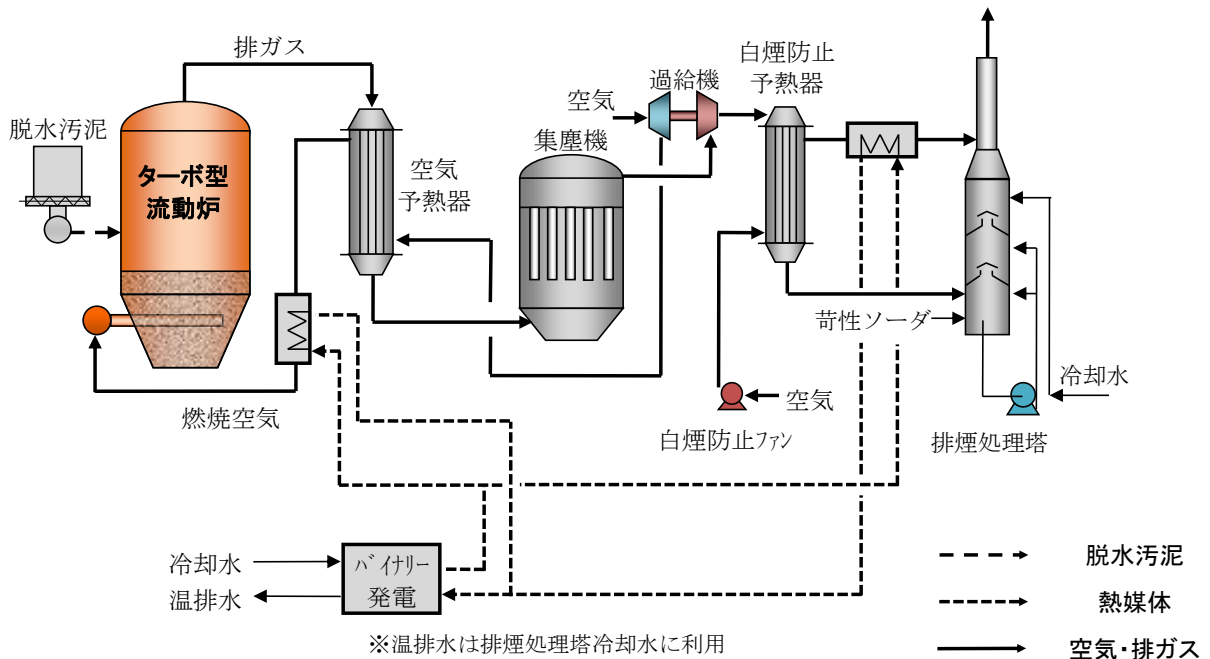 排ガス
脱水汚泥
ターボ型
流動炉
空気
予熱器
燃焼空気
集塵機
空気
過給機
白煙防止
予熱器
苛性ソーダ
空気
白煙防止ファン
冷却水
排煙処理塔
冷却水
温排水
バイナリー
発電
※温排水は排煙処理塔冷却水に利用
脱水汚泥
熱媒体
空気・排ガス